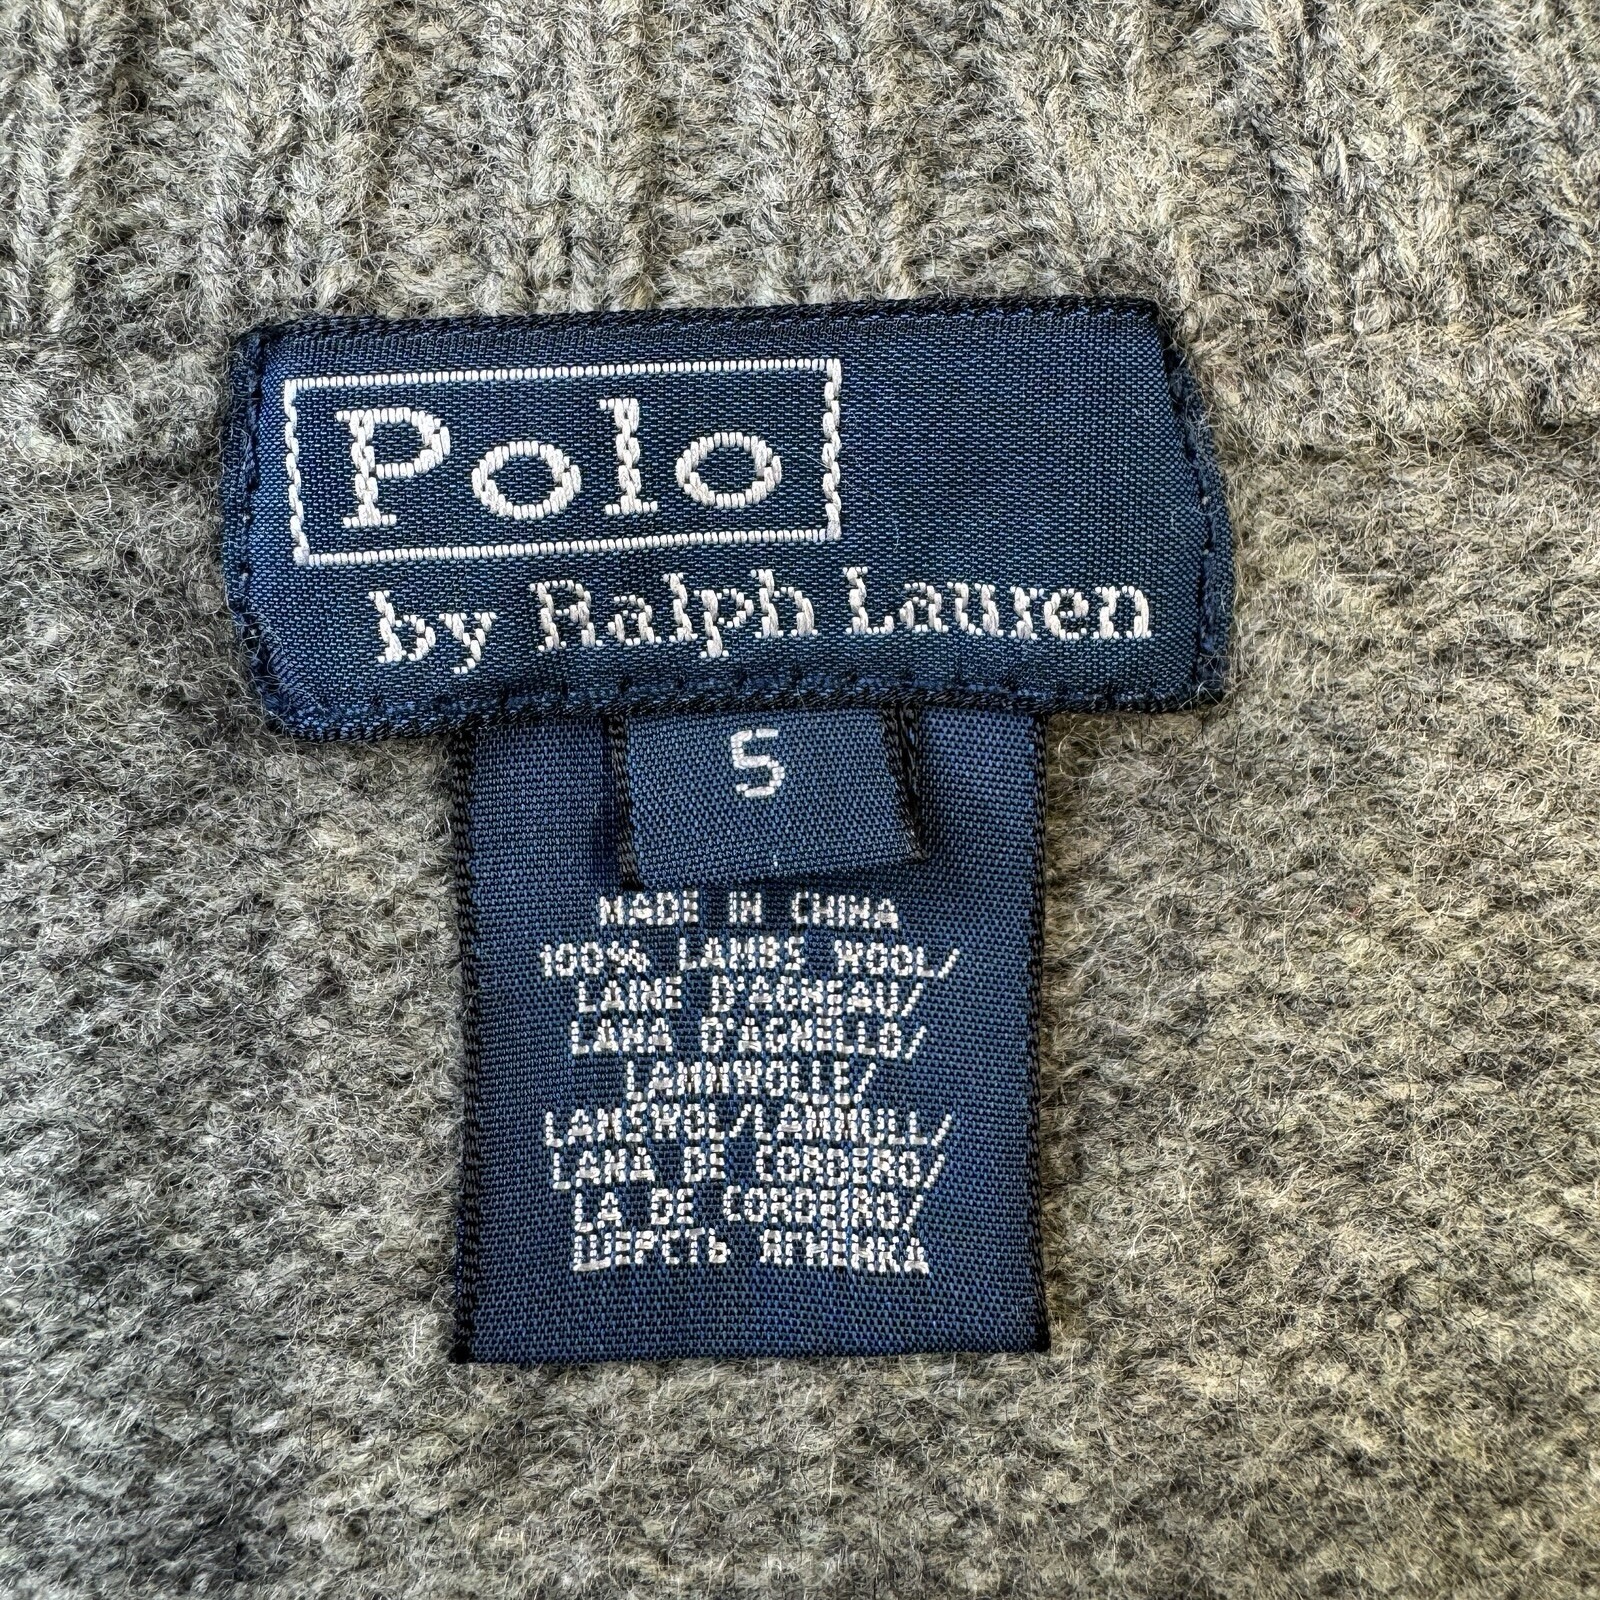 Polo
by Ralph Lauren
S
MADE IN CHINA
100% LAMBS WOOL/
LAINE D'AGNEAU/
LANA D'AGNELLO/
LAMMWOLLE/
LAMSWOL/LAMMULL/
LANA DE CORDERO/
LA DE CORDEIRO/
ШЕРСТЬ ЯГНЕНКА